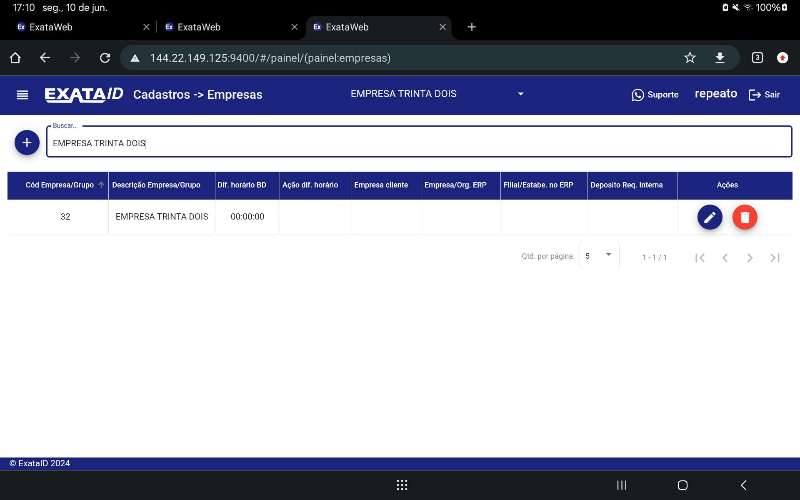 17:10 seg., 10 de jun. 100%
Ex ExataWeb Ex ExataWeb Ex ExataWeb
144.22.149.125:9400/#/painel/(painel:empresas) 3
EXATAID Cadastros -> Empresas EMPRESA TRINTA DOIS Suporte repeato Sair
Buscar...
EMPRESA TRINTA DOIS
Cód Empresa/Grupo Descrição Empresa/Grupo Dif. horário BD Ação dif. horário Empresa cliente Empresa/Org. ERP Filial/Estabe. no ERP Deposito Req. Interna Ações
32 EMPRESA TRINTA DOIS 00:00:00
Qtd. por página: 5 1 - 1 / 1
© ExataID 2024